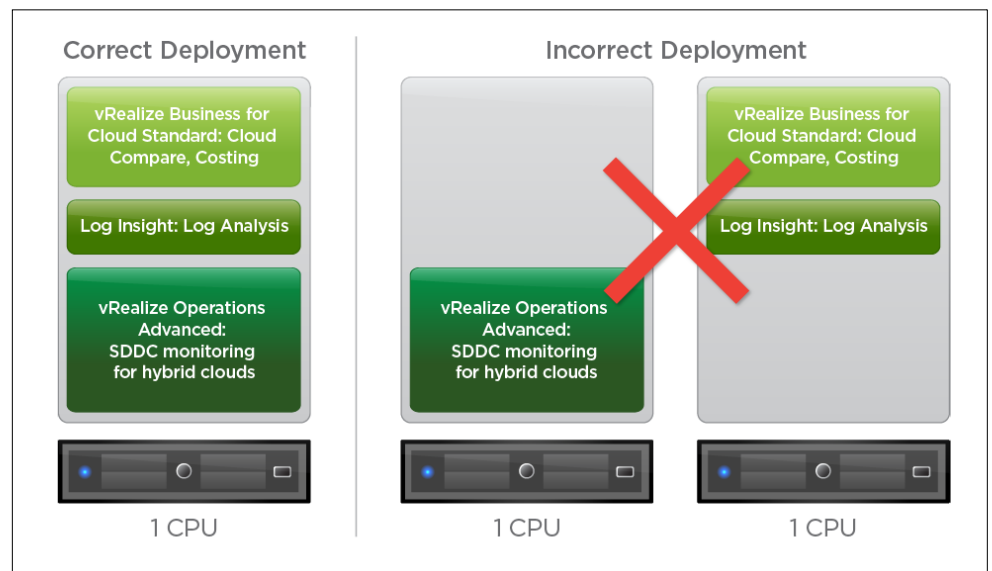 Correct Deployment
Incorrect Deployment
vRealize Business for
Cloud Standard: Cloud
Compare, Costing
Log Insight: Log Analysis
vRealize Operations
Advanced:
SDDC monitoring
for hybrid clouds
1 CPU
vRealize Operations
Advanced:
SDDC monitoring
for hybrid clouds
1 CPU
vRealize Business for
Cloud Standard: Cloud
Compare, Costing
Log Insight: Log Analysis
1 CPU